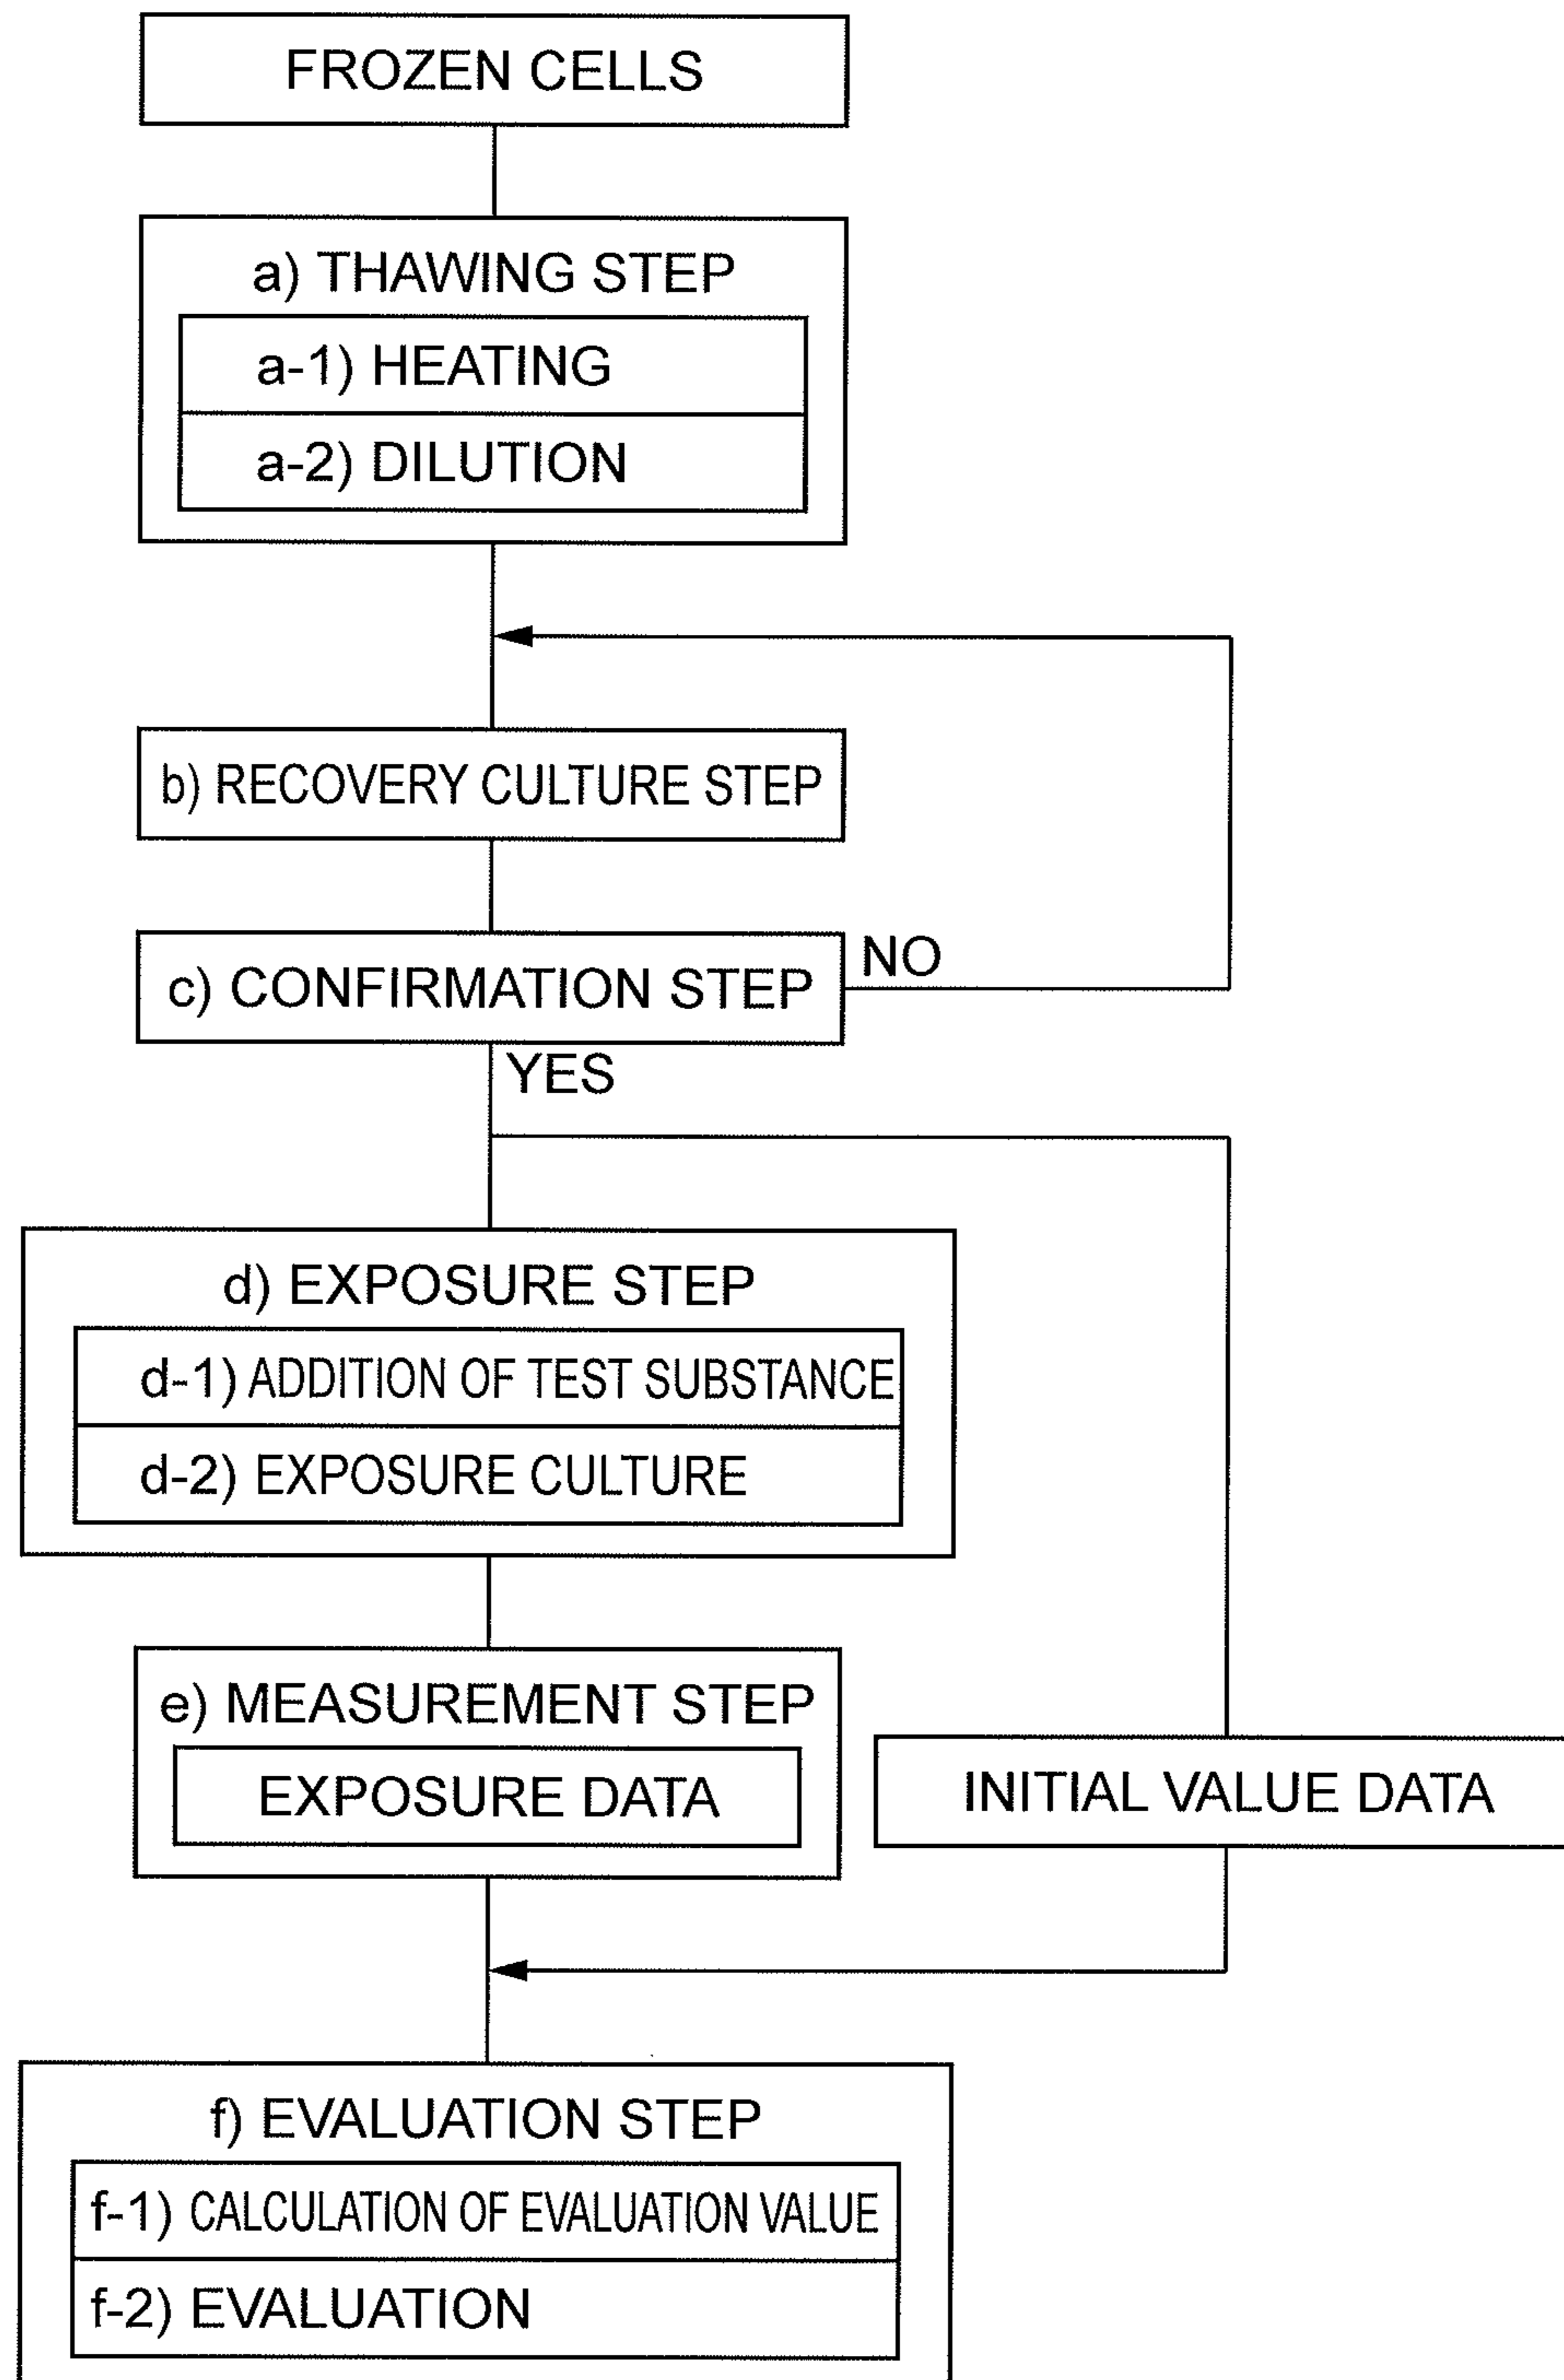 FROZEN CELLS
a) THAWING STEP
a-1) HEATING
a-2) DILUTION
b) RECOVERY CULTURE STEP
c) CONFIRMATION STEP
NO
YES
d) EXPOSURE STEP
d-1) ADDITION OF TEST SUBSTANCE
d-2) EXPOSURE CULTURE
e) MEASUREMENT STEP
EXPOSURE DATA
INITIAL VALUE DATA
f) EVALUATION STEP
f-1) CALCULATION OF EVALUATION VALUE
f-2) EVALUATION